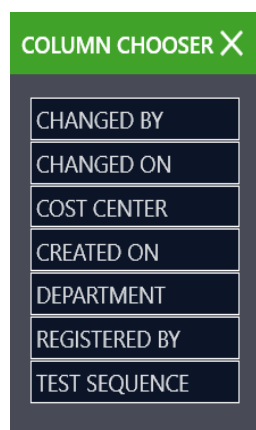 COLUMN CHOOSER
CHANGED BY
CHANGED ON
COST CENTER
CREATED ON
DEPARTMENT
REGISTERED BY
TEST SEQUENCE